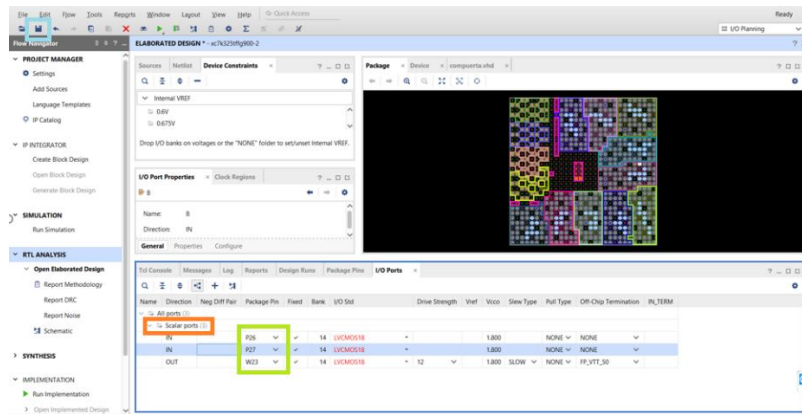 File Edit Flow Tools Reports Window Layout View Help Quick Access Ready
I/O Planning
Flow Navigator ELABORATED DESIGN * - xc7k325tffg900-2
PROJECT MANAGER
Settings
Add Sources
Language Templates
IP Catalog
IP INTEGRATOR
Create Block Design
Open Block Design
Generate Block Design
SIMULATION
Run Simulation
RTL ANALYSIS
Open Elaborated Design
Report Methodology
Report DRC
Report Noise
Schematic
SYNTHESIS
IMPLEMENTATION
Run Implementation
Open Implemented Design
Sources Netlist Device Constraints
Internal VREF
0.6V
0.675V
Drop I/O banks on voltages or the "NONE" folder to set/unset Internal VREF.
I/O Port Properties Clock Regions
B
Name: B
Direction: IN
General Properties Configure
Package Device compuerta.vhd
Tcl Console Messages Log Reports Design Runs Package Pins I/O Ports
Name Direction Neg Diff Pair Package Pin Fixed Bank I/O Std Drive Strength Vref Vcco Slew Type Pull Type Off-Chip Termination IN_TERM
All ports (3)
Scalar ports (3)
IN P26 14 LVCMOS18 1.800 NONE NONE
IN P27 14 LVCMOS18 1.800 NONE NONE
OUT W23 14 LVCMOS18 12 1.800 SLOW NONE FP_VTT_50